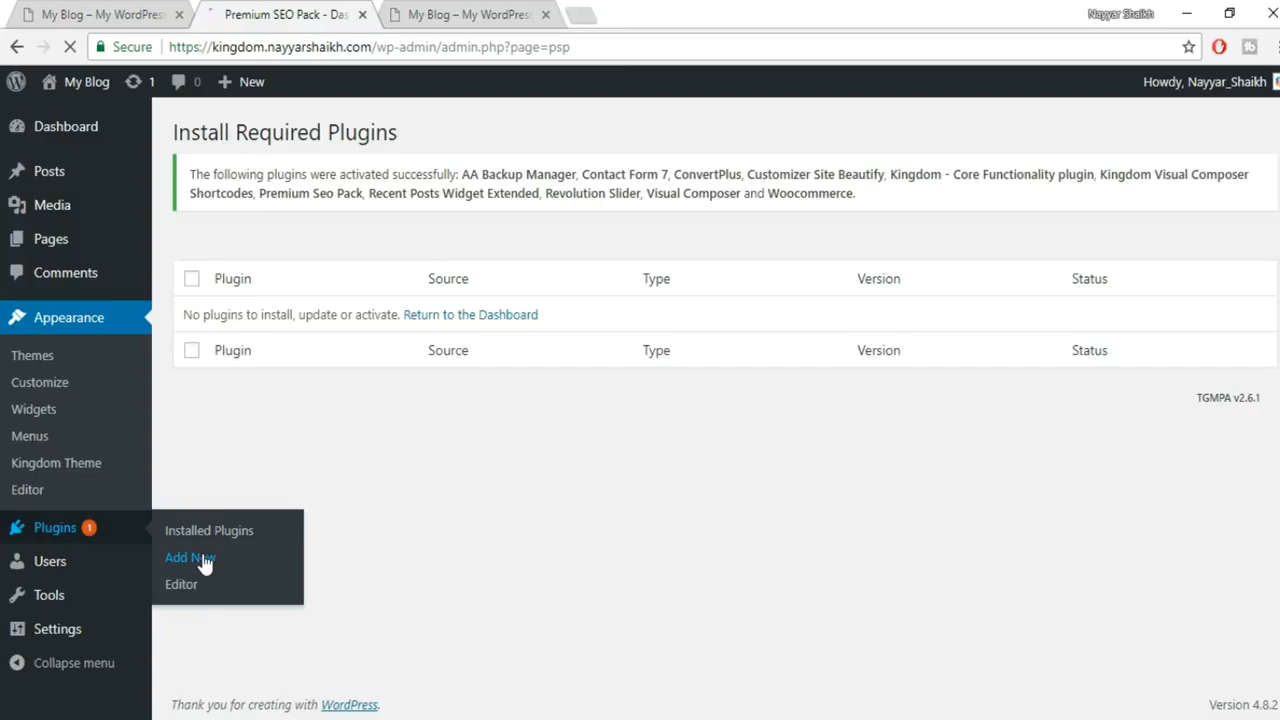 My Blog – My WordPress
Premium SEO Pack - Das
My Blog – My WordPress
Nayyar Shaikh
Secure
https://kingdom.nayyarshaikh.com/wp-admin/admin.php?page=psp
My Blog
1
0
New
Howdy, Nayyar_Shaikh
Dashboard
Posts
Media
Pages
Comments
Appearance
Themes
Customize
Widgets
Menus
Kingdom Theme
Editor
Plugins 1
Installed Plugins
Add New
Editor
Users
Tools
Settings
Collapse menu
Install Required Plugins
The following plugins were activated successfully: AA Backup Manager, Contact Form 7, ConvertPlus, Customizer Site Beautify, Kingdom - Core Functionality plugin, Kingdom Visual Composer
Shortcodes, Premium Seo Pack, Recent Posts Widget Extended, Revolution Slider, Visual Composer and Woocommerce.
Plugin Source Type Version Status
No plugins to install, update or activate. Return to the Dashboard
Plugin Source Type Version Status
TGMPA v2.6.1
Thank you for creating with WordPress.
Version 4.8.2